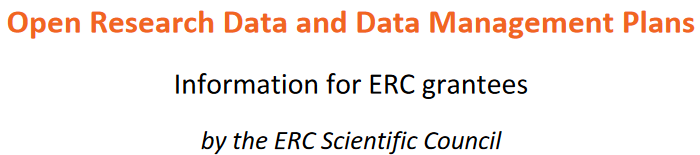 Open Research Data and Data Management Plans
Information for ERC grantees
by the ERC Scientific Council